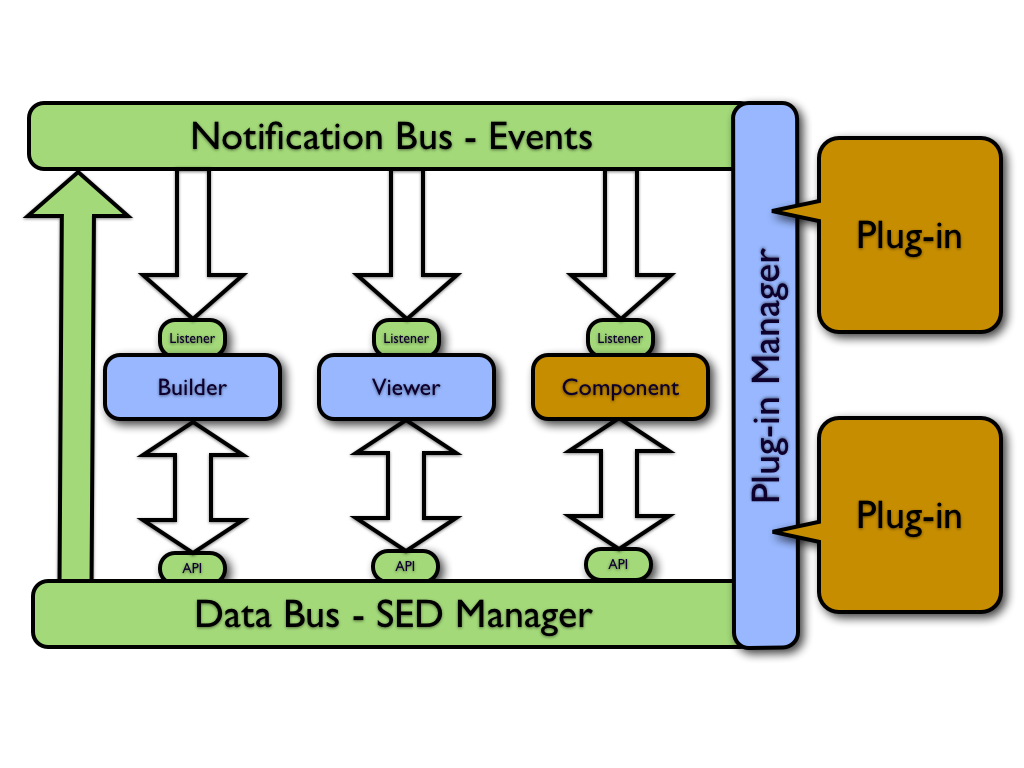 Notification Bus - Events
Plug-in
Listener
Listener
Listener
Builder
Viewer
Component
Plug-in Manager
Plug-in
API
API
API
Data Bus - SED Manager